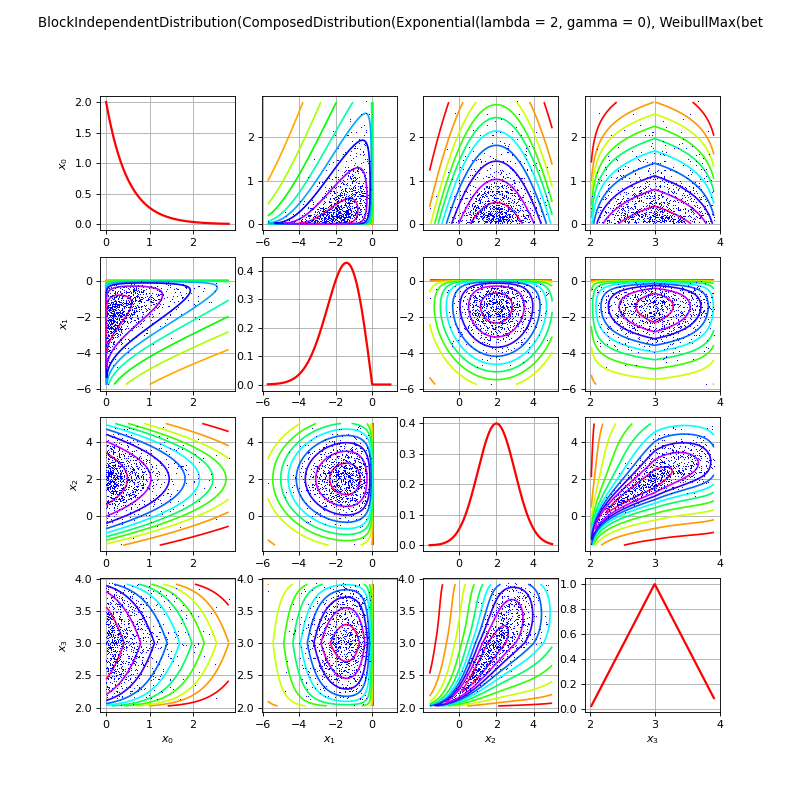 BlockIndependentDistribution(ComposedDistribution(Exponential(lambda = 2, gamma = 0), WeibullMax(bet
2.0
1.5
1.0
0.5
0.0
x₀
0 1 2
2
1
0
−6 −4 −2 0
2
1
0
0 2 4
2
1
0
2 3 4
0
−2
−4
−6
x₁
0 1 2
0.4
0.3
0.2
0.1
0.0
−6 −4 −2 0
0
−2
−4
−6
0 2 4
0
−2
−4
−6
2 3 4
4
2
0
x₂
0 1 2
4
2
0
−6 −4 −2 0
0.4
0.3
0.2
0.1
0.0
0 2 4
4
2
0
2 3 4
4.0
3.5
3.0
2.5
2.0
x₃
0 1 2
x₀
4.0
3.5
3.0
2.5
2.0
−6 −4 −2 0
x₁
4.0
3.5
3.0
2.5
2.0
0 2 4
x₂
1.0
0.8
0.6
0.4
0.2
0.0
2 3 4
x₃